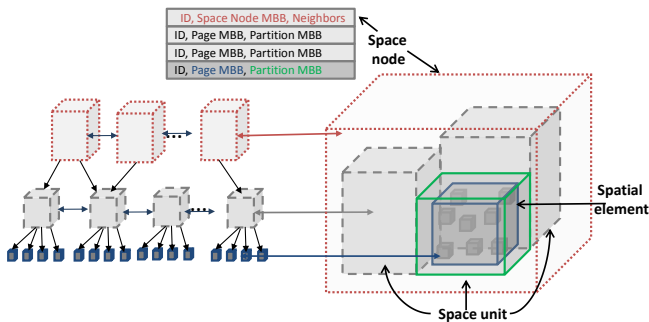 ID, Space Node MBB, Neighbors
ID, Page MBB, Partition MBB
ID, Page MBB, Partition MBB
ID, Page MBB, Partition MBB
Space
node
...
...
Spatial
element
Space unit